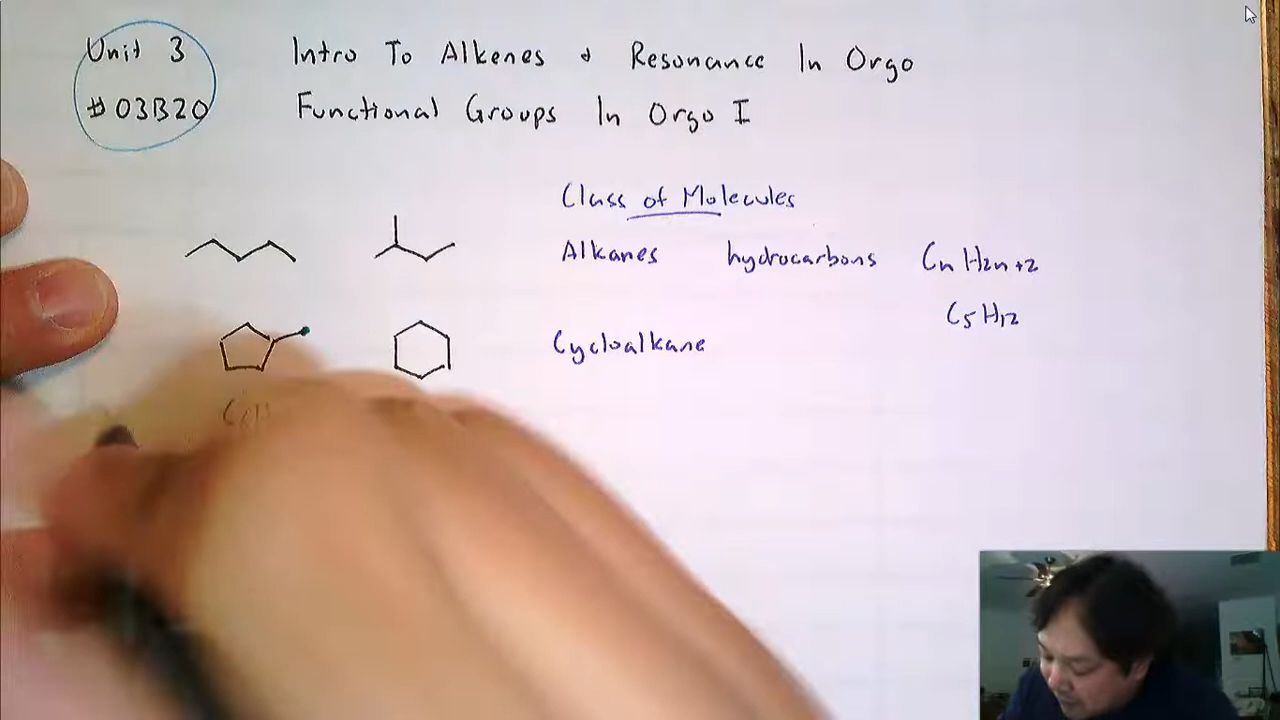 Unit 3 Intro To Alkenes & Resonance In Orgo
#03B20 Functional Groups In Orgo I
Class of Molecules
Alkanes hydrocarbons CnH2n+2
C5H12
Cycloalkane